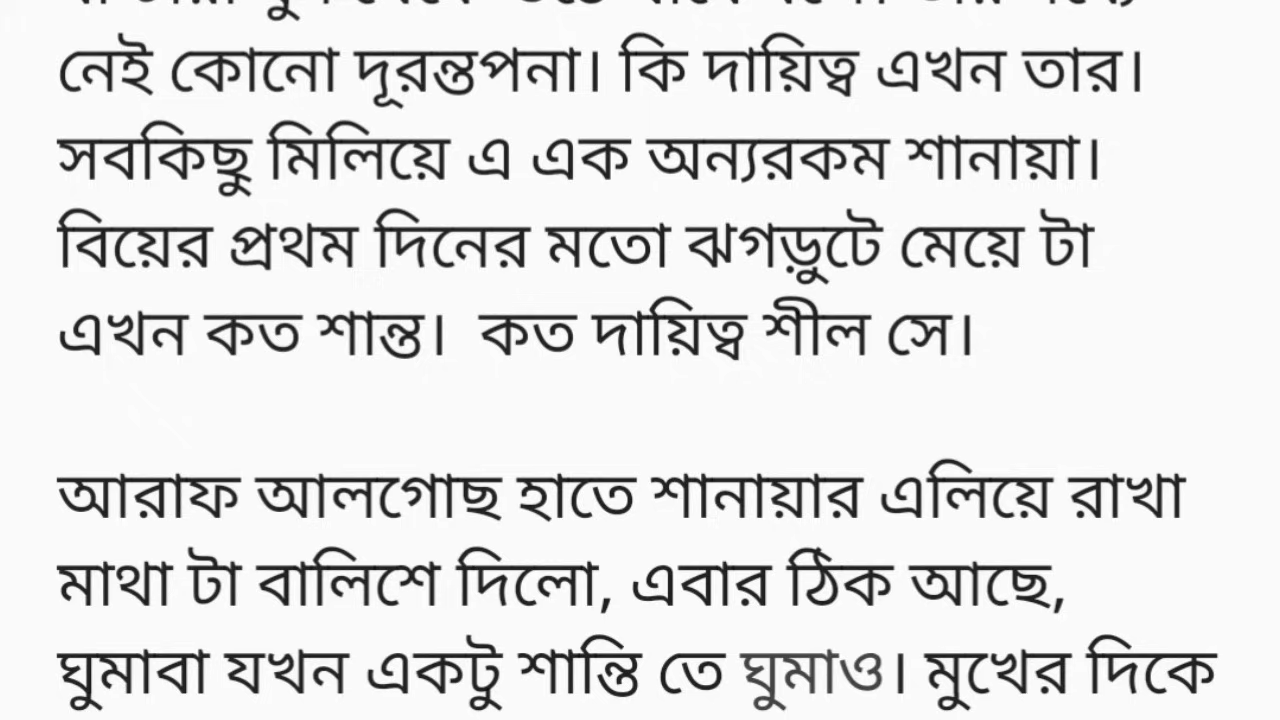 নেই কোনো দূরন্তপনা। কি দায়িত্ব এখন তার।
সবকিছু মিলিয়ে এ এক অন্যরকম শানায়া।
বিয়ের প্রথম দিনের মতো ঝগড়ুটে মেয়ে টা
এখন কত শান্ত। কত দায়িত্ব শীল সে।
আরাফ আলগোছ হাতে শানায়ার এলিয়ে রাখা
মাথা টা বালিশে দিলো, এবার ঠিক আছে,
ঘুমাবা যখন একটু শান্তি তে ঘুমাও। মুখের দিকে